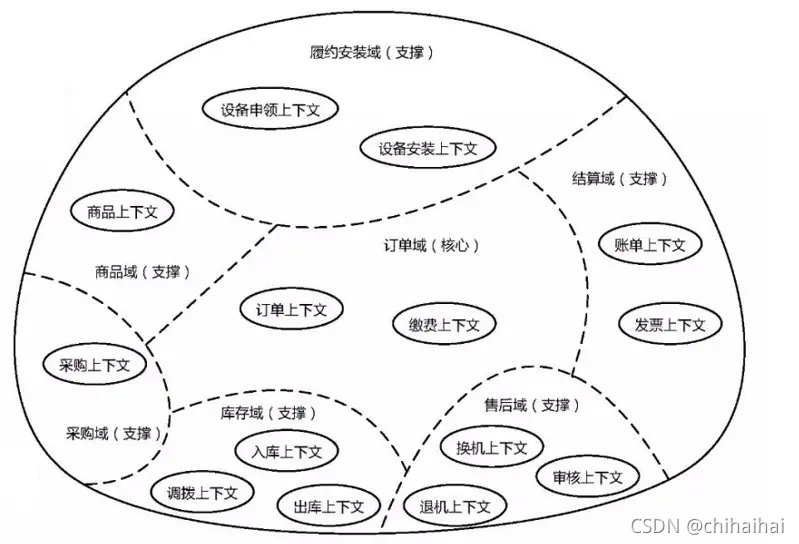 履约安装域（支撑）
设备申领上下文
设备安装上下文
结算域（支撑）
商品上下文
订单域（核心）
账单上下文
商品域（支撑）
订单上下文
缴费上下文
发票上下文
采购上下文
库存域（支撑）
售后域（支撑）
采购域（支撑）
入库上下文
换机上下文
审核上下文
调拨上下文
出库上下文
退机上下文
CSDN @chihaihai